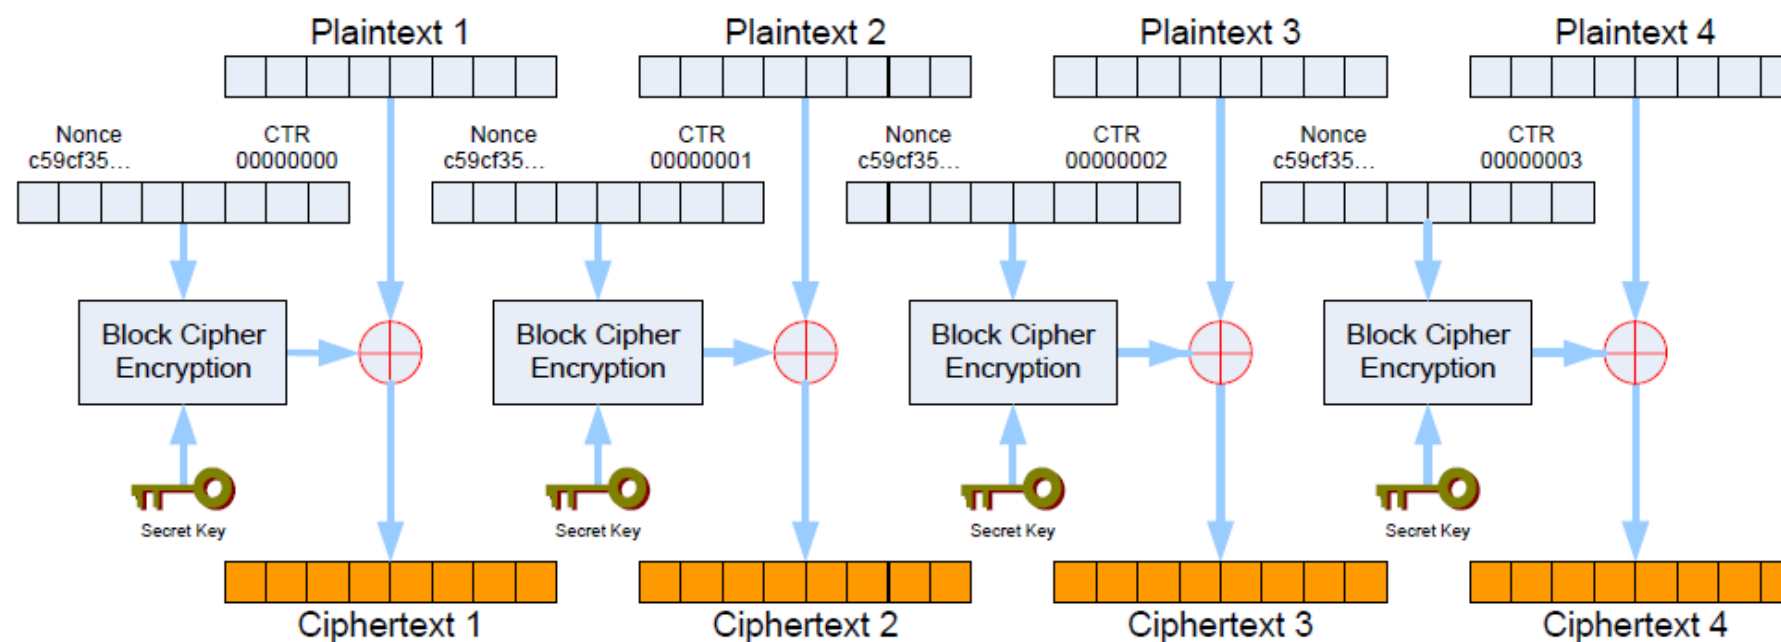 Plaintext 1
Plaintext 2
Plaintext 3
Plaintext 4
Nonce
c59cf35…
CTR
00000000
Nonce
c59cf35…
CTR
00000001
Nonce
c59cf35…
CTR
00000002
Nonce
c59cf35…
CTR
00000003
Block Cipher
Encryption
Block Cipher
Encryption
Block Cipher
Encryption
Block Cipher
Encryption
Secret Key
Secret Key
Secret Key
Secret Key
Ciphertext 1
Ciphertext 2
Ciphertext 3
Ciphertext 4